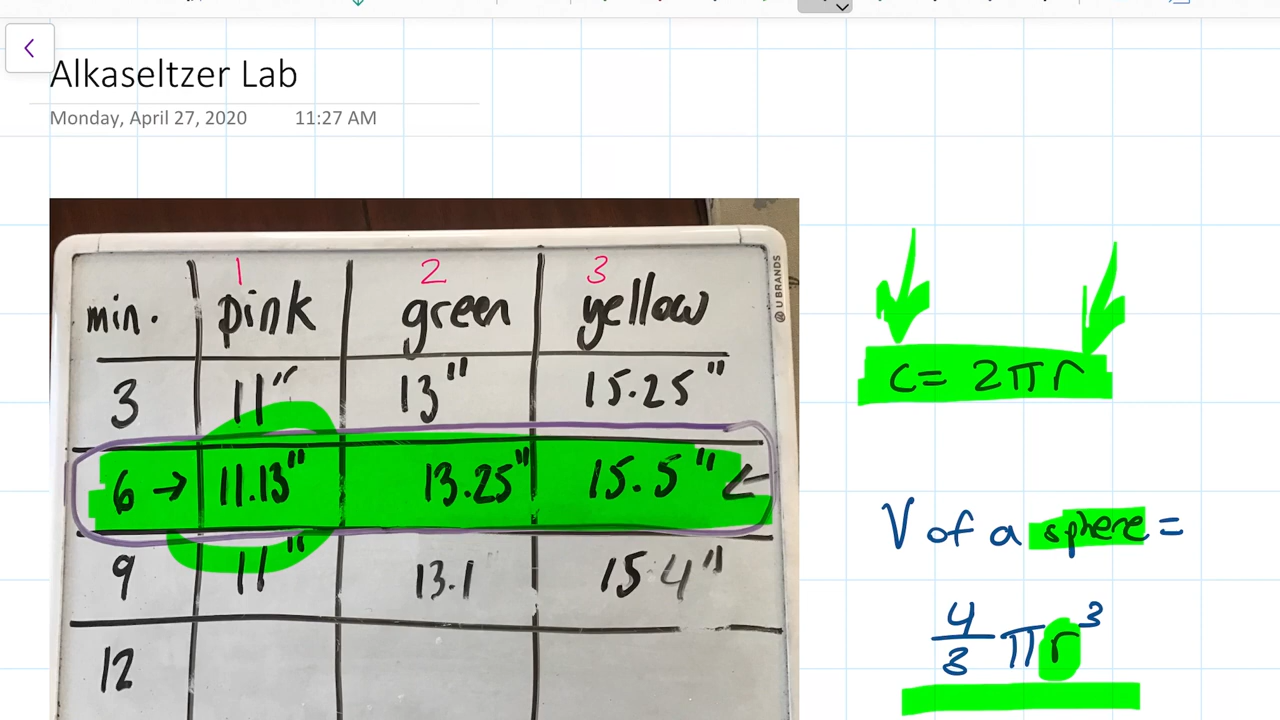 Alkaseltzer Lab
Monday, April 27, 2020 11:27 AM
1 2 3
min. pink green yellow
3 11" 13" 15.25"
6 → 11.13" 13.25" 15.5" ←
9 11" 13.1 15.4"
12
U BRANDS
C = 2πr
V of a sphere =
4/3 πr³